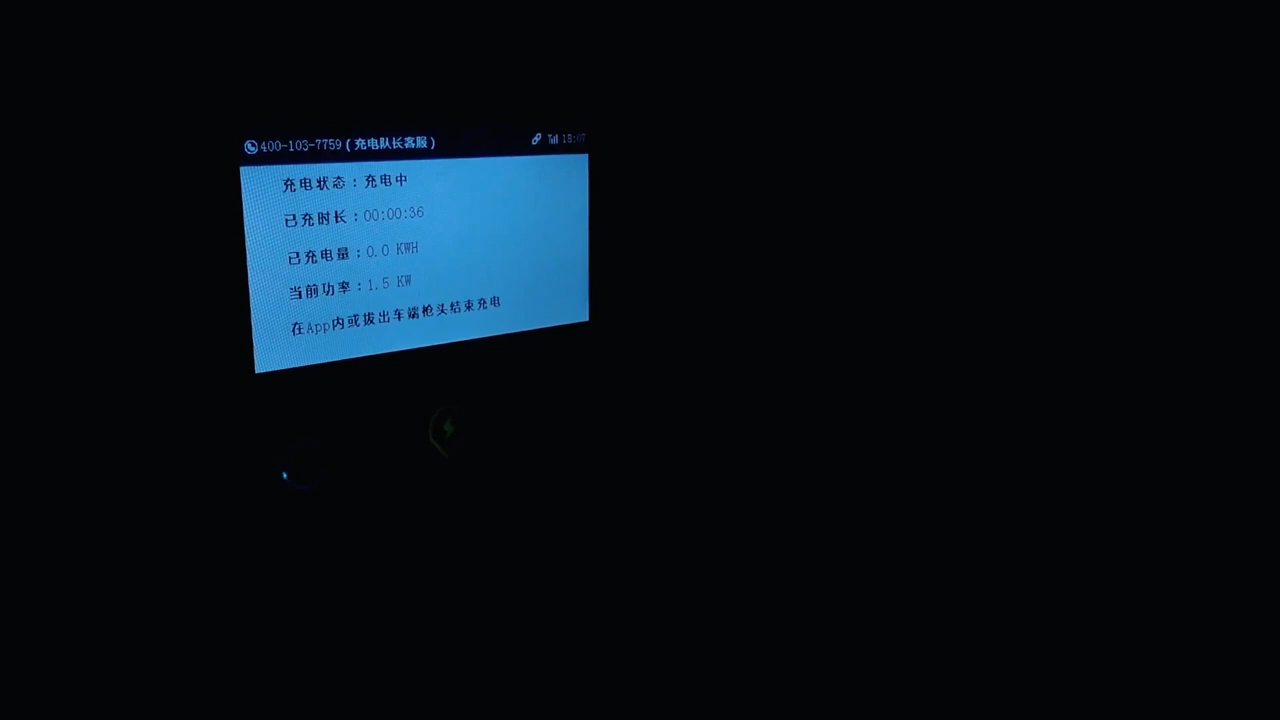 400-103-7759(充电队长客服) 18:07
充电状态:充电中
已充时长:00:00:36
已充电量:0.0 KWH
当前功率:1.5 KW
在App内或拔出车端枪头结束充电